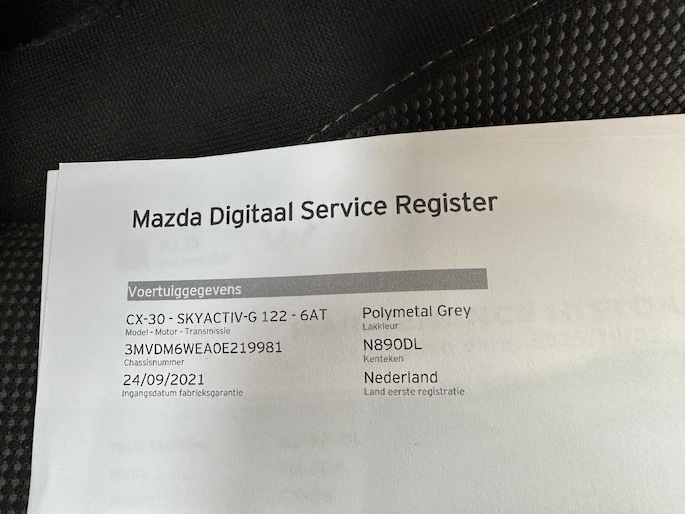 Mazda Digitaal Service Register
Voertuiggegevens
CX-30 - SKYACTIV-G 122 - 6AT
Model - Motor - Transmissie
3MVDM6WEA0E219981
Chassisnummer
24/09/2021
Ingangsdatum fabrieksgarantie
Polymetal Grey
Lakkleur
N890DL
Kenteken
Nederland
Land eerste registratie